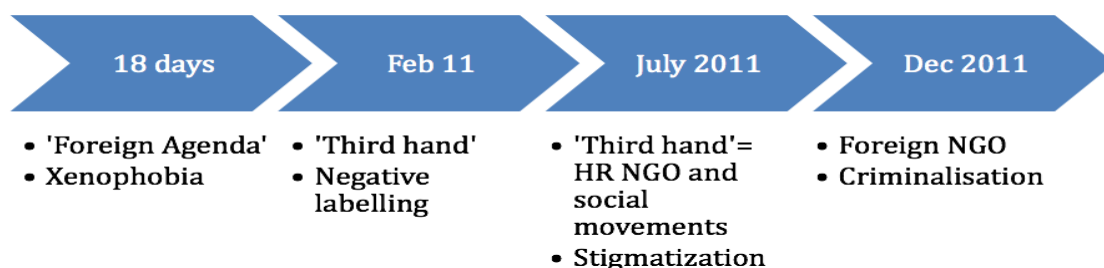 18 days
• 'Foreign Agenda'
• Xenophobia
Feb 11
• 'Third hand'
• Negative
labelling
July 2011
• 'Third hand'=
HR NGO and
social
movements
• Stigmatization
Dec 2011
• Foreign NGO
• Criminalisation